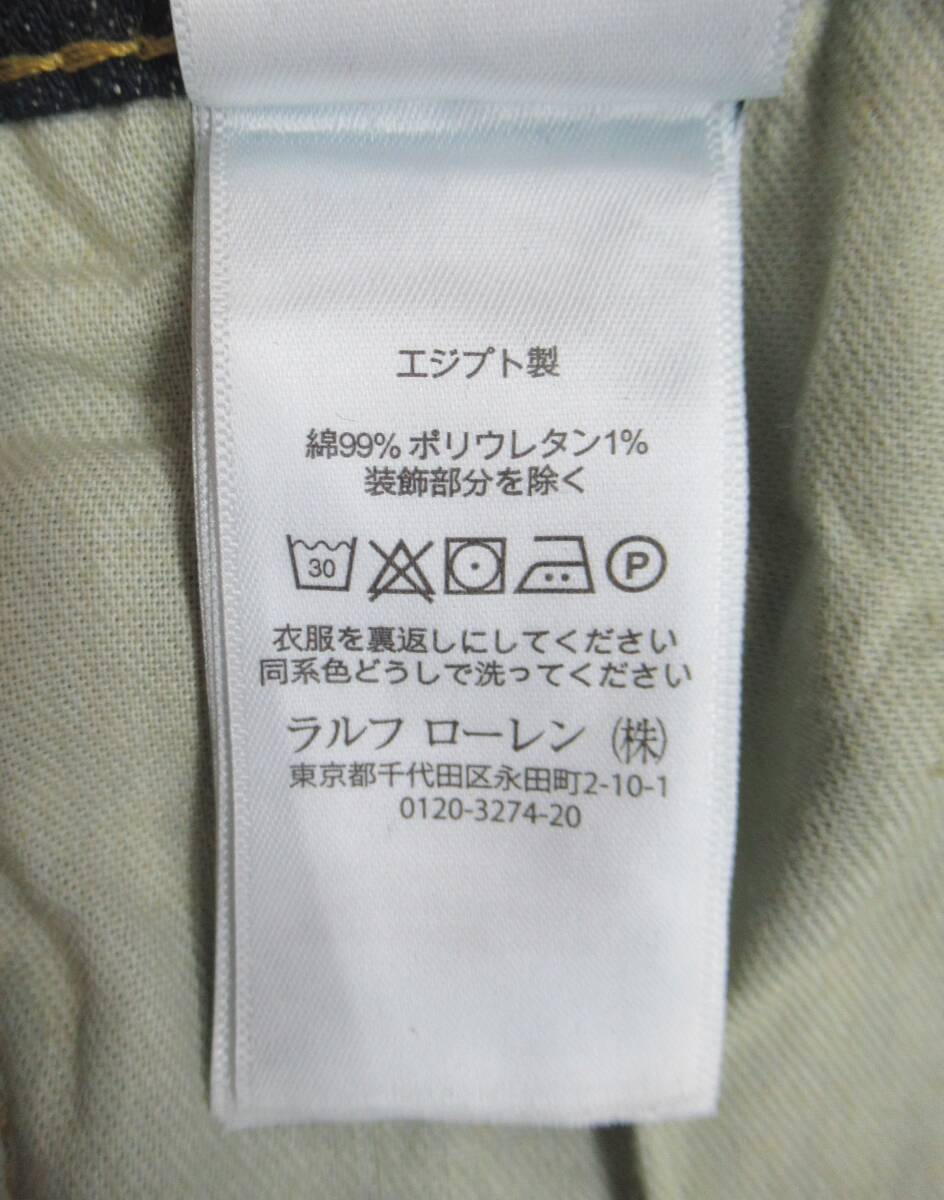 エジプト製
綿99% ポリウレタン1%
装飾部分を除く
30 P
衣服を裏返しにしてください
同系色どうしで洗ってください
ラルフ ローレン (株)
東京都千代田区永田町2-10-1
0120-3274-20